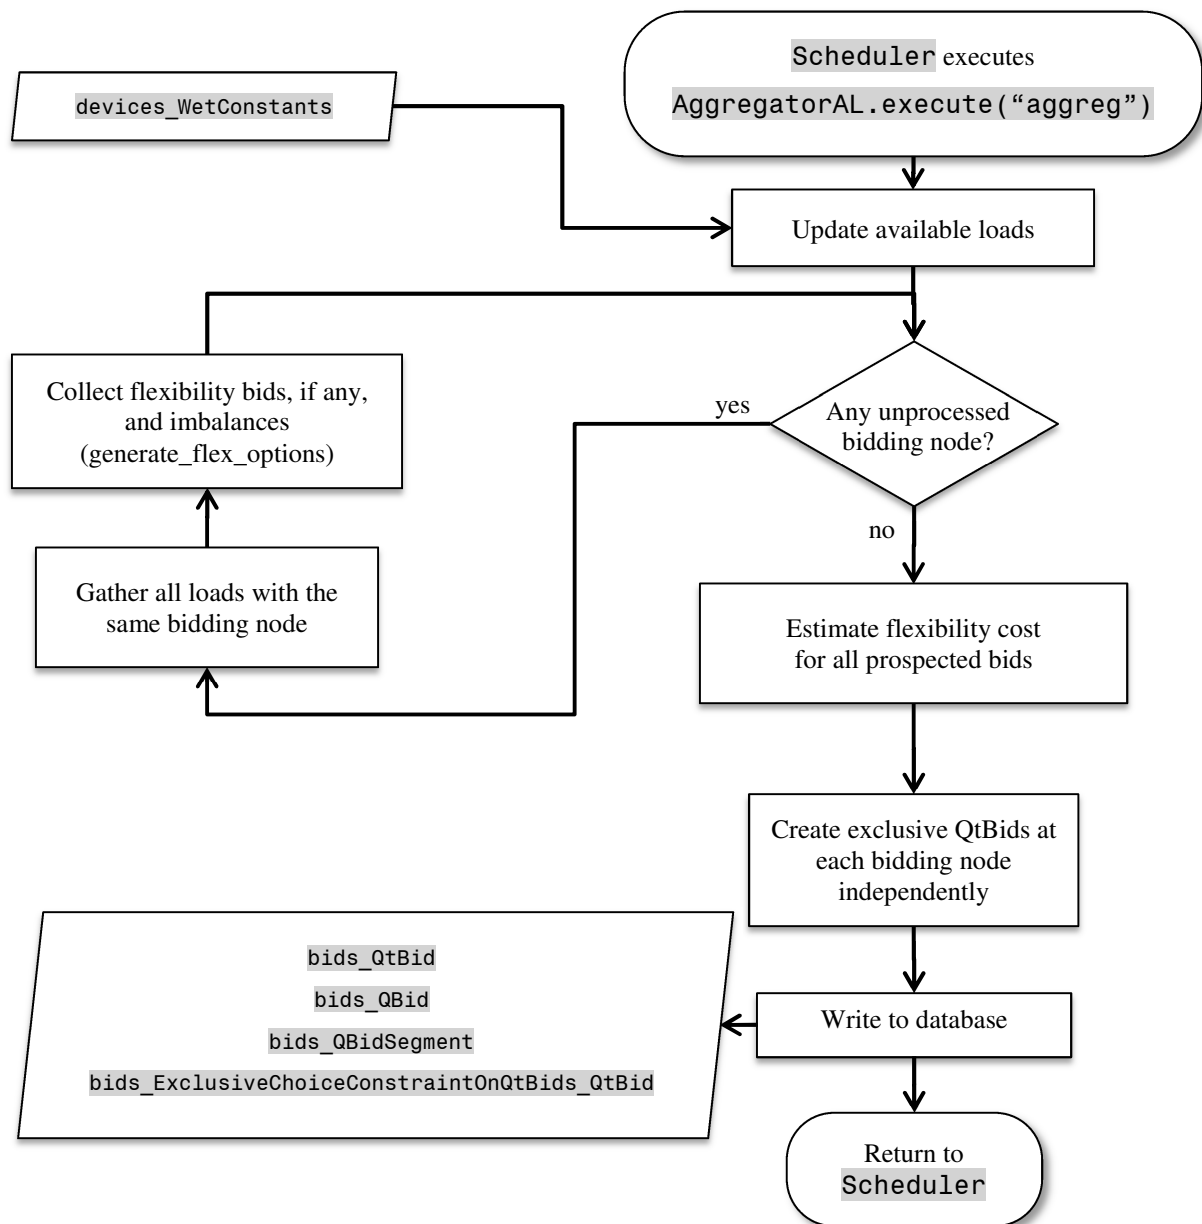 Scheduler executes
AggregatorAL.execute(“aggreg”)
devices_WetConstants
Update available loads
Collect flexibility bids, if any,
and imbalances
(generate_flex_options)
yes
Any unprocessed
bidding node?
no
Gather all loads with the
same bidding node
Estimate flexibility cost
for all prospected bids
Create exclusive QtBids at
each bidding node
independently
bids_QtBid
bids_QBid
bids_QBidSegment
bids_ExclusiveChoiceConstraintOnQtBids_QtBid
Write to database
Return to
Scheduler